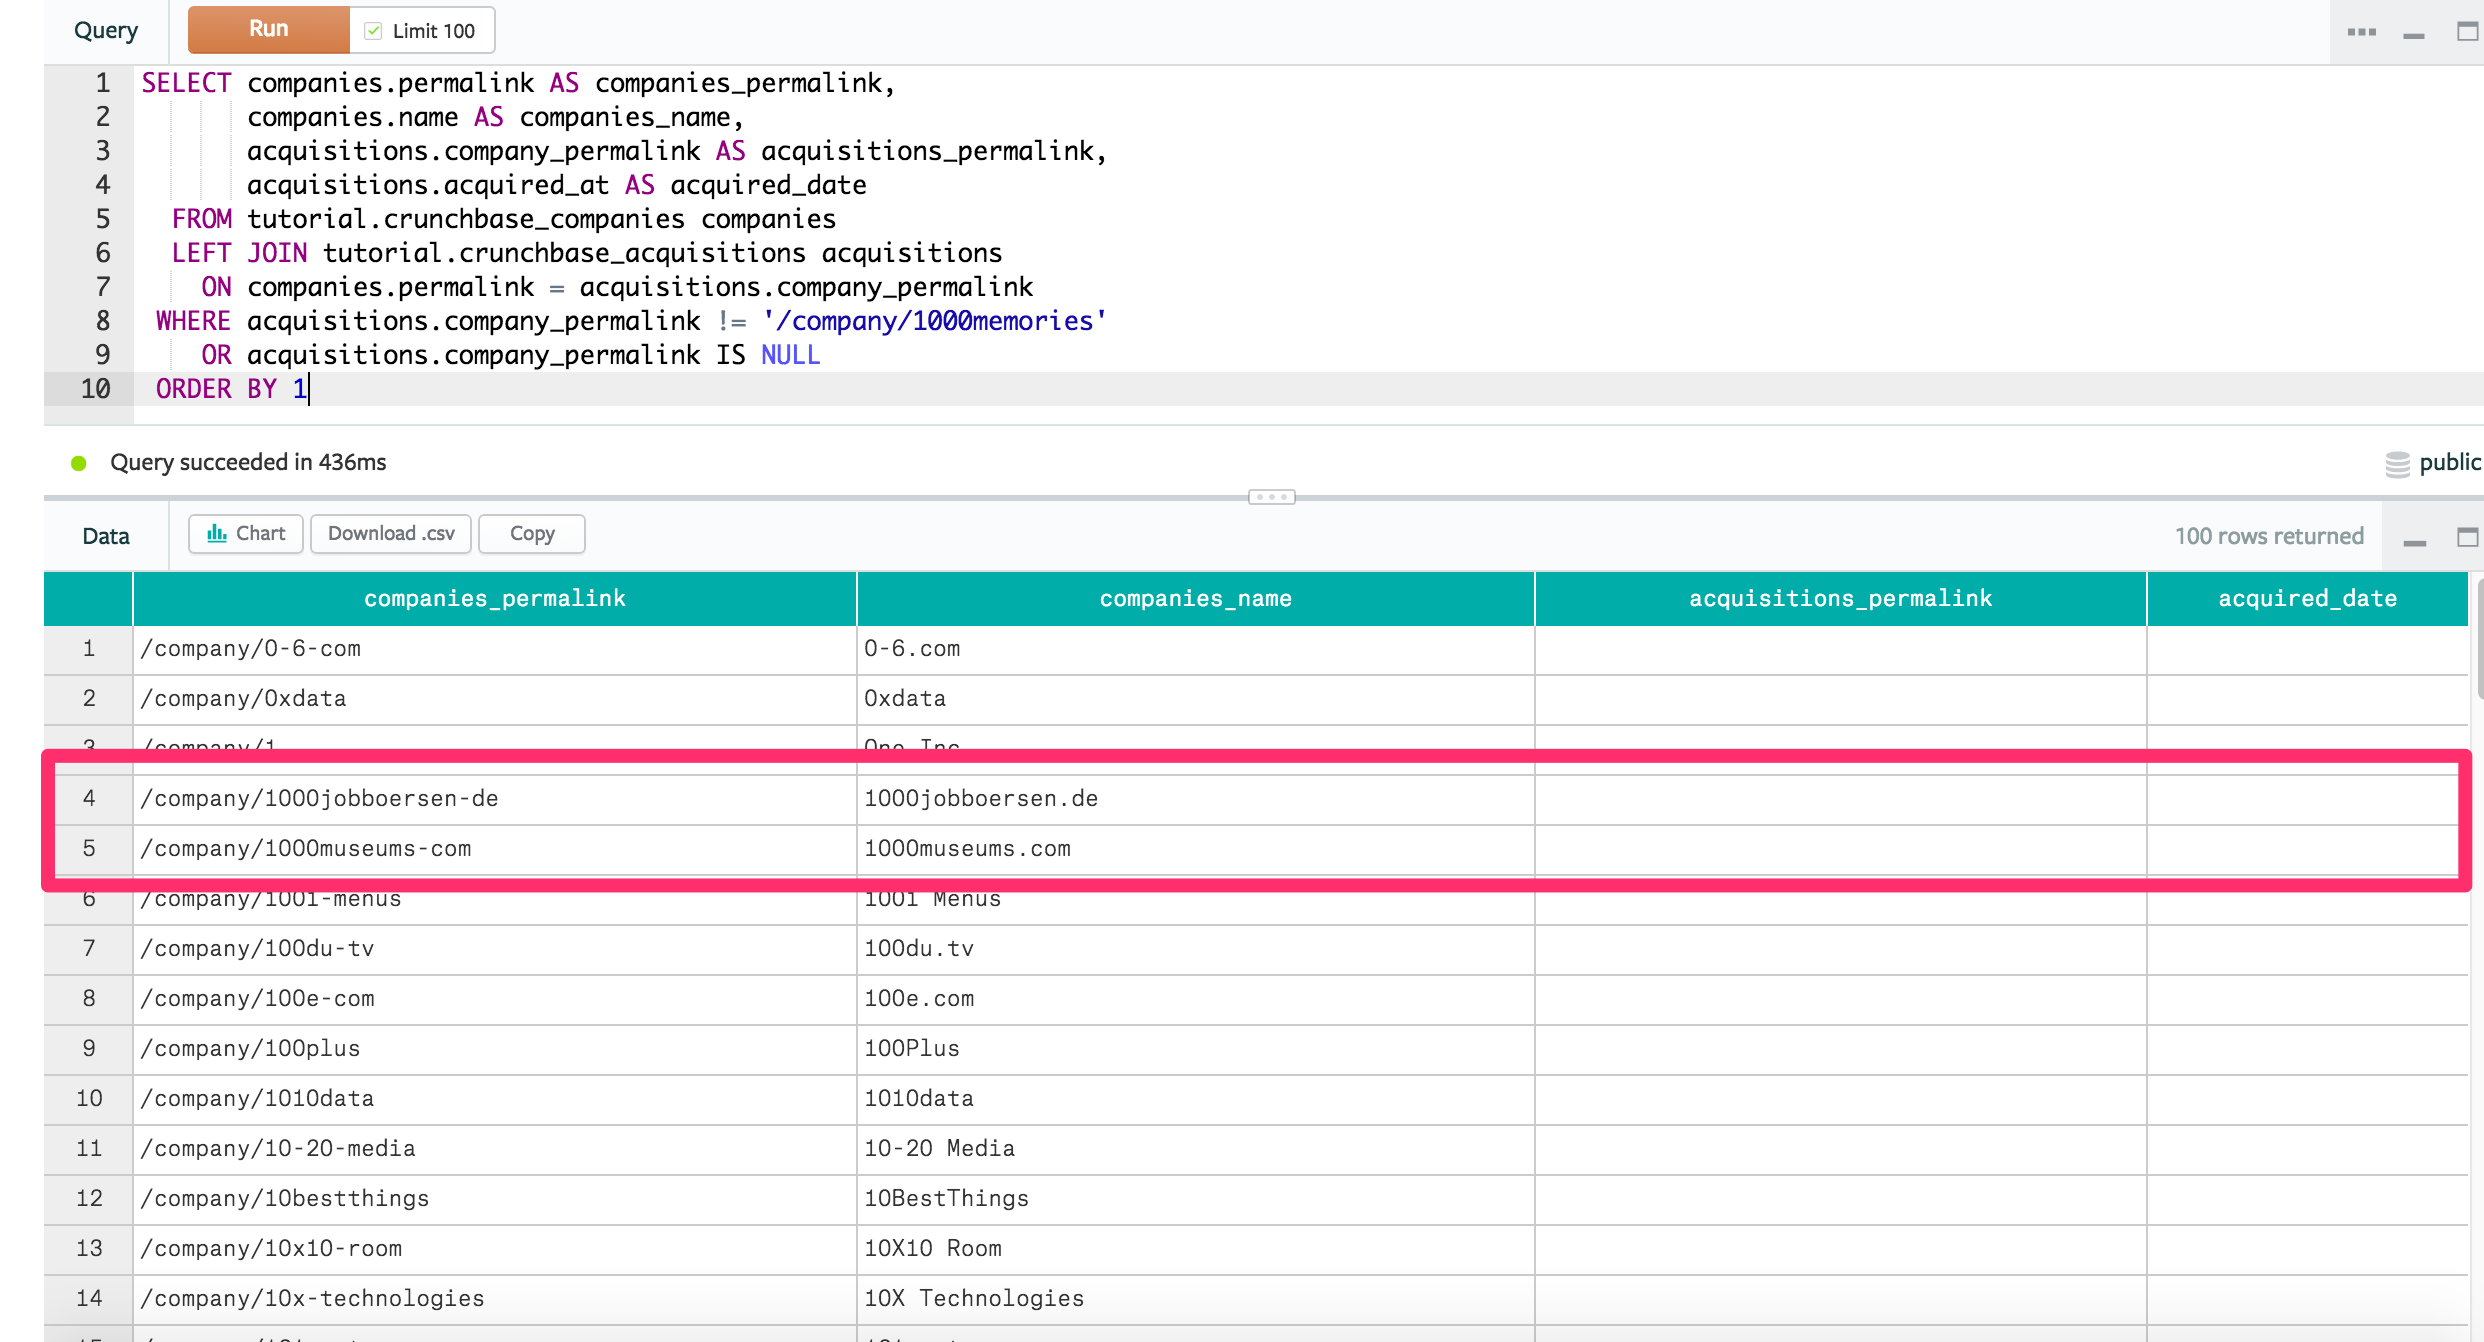 Query Run Limit 100
1 SELECT companies.permalink AS companies_permalink,
2 companies.name AS companies_name,
3 acquisitions.company_permalink AS acquisitions_permalink,
4 acquisitions.acquired_at AS acquired_date
5 FROM tutorial.crunchbase_companies companies
6 LEFT JOIN tutorial.crunchbase_acquisitions acquisitions
7 ON companies.permalink = acquisitions.company_permalink
8 WHERE acquisitions.company_permalink != '/company/1000memories'
9 OR acquisitions.company_permalink IS NULL
10 ORDER BY 1
Query succeeded in 436ms public
Data Chart Download .csv Copy 100 rows returned
companies_permalink companies_name acquisitions_permalink acquired_date
1 /company/0-6-com 0-6.com
2 /company/0xdata 0xdata
3 /company/1 One Inc
4 /company/1000jobboersen-de 1000jobboersen.de
5 /company/1000museums-com 1000museums.com
6 /company/1001-menus 1001 Menus
7 /company/100du-tv 100du.tv
8 /company/100e-com 100e.com
9 /company/100plus 100Plus
10 /company/1010data 1010data
11 /company/10-20-media 10-20 Media
12 /company/10bestthings 10BestThings
13 /company/10x10-room 10X10 Room
14 /company/10x-technologies 10X Technologies